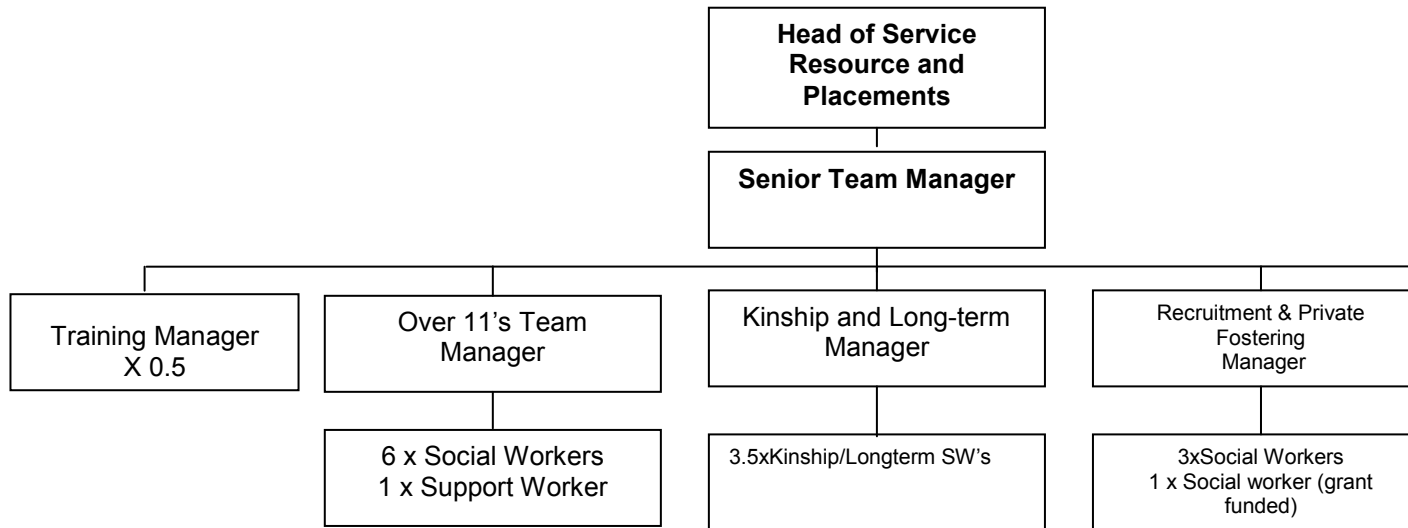 Head of Service
Resource and
Placements
Senior Team Manager
Training Manager
X 0.5
Over 11’s Team
Manager
Kinship and Long-term
Manager
Recruitment & Private
Fostering
Manager
6 x Social Workers
1 x Support Worker
3.5xKinship/Longterm SW’s
3xSocial Workers
1 x Social worker (grant
funded)